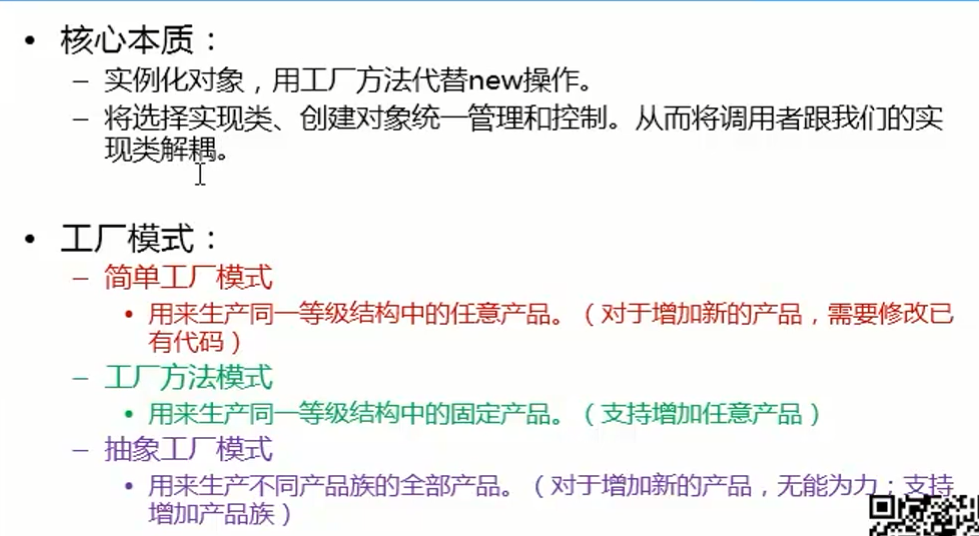 • 核心本质：
– 实例化对象，用工厂方法代替new操作。
– 将选择实现类、创建对象统一管理和控制。从而将调用者跟我们的实
现类解耦。
• 工厂模式：
– 简单工厂模式
• 用来生产同一等级结构中的任意产品。（对于增加新的产品，需要修改已
有代码）
– 工厂方法模式
• 用来生产同一等级结构中的固定产品。（支持增加任意产品）
– 抽象工厂模式
• 用来生产不同产品族的全部产品。（对于增加新的产品，无能为力；支持
增加产品族）